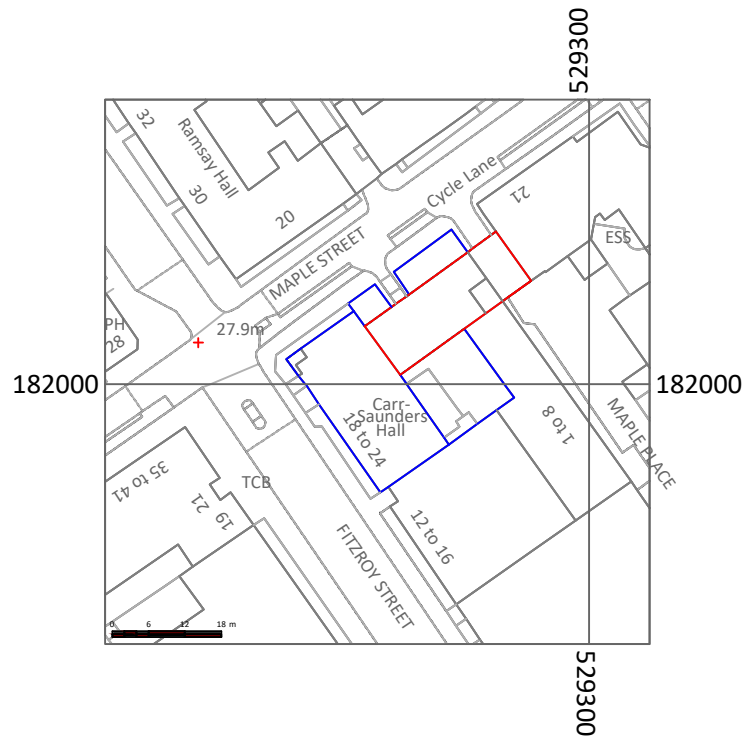 529300
32
Ramsay Hall
30
20
Cycle Lane
21
ESS
MAPLE STREET
PH
28
27.9m
182000
182000
Carr-
Saunders
Hall
18 to 24
1 to 8
MAPLE PLACE
35 to 41
21
19
TCB
12 to 16
FITZROY STREET
0 6 12 18 m
529300